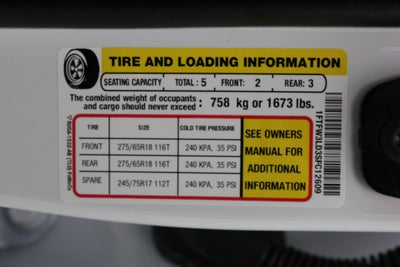 TIRE AND LOADING INFORMATION
SEATING CAPACITY TOTAL : 5 FRONT: 2 REAR: 3
The combined weight of occupants
and cargo should never exceed : 758 kg or 1673 lbs.
TIRE SIZE COLD TIRE PRESSURE
FRONT 275/65R18 116T 240 KPA, 35 PSI
REAR 275/65R18 116T 240 KPA, 35 PSI
SPARE 245/75R17 112T 240 KPA, 35 PSI
SEE OWNERS
MANUAL FOR
ADDITIONAL
INFORMATION
1FTFW3LD3SFC12609